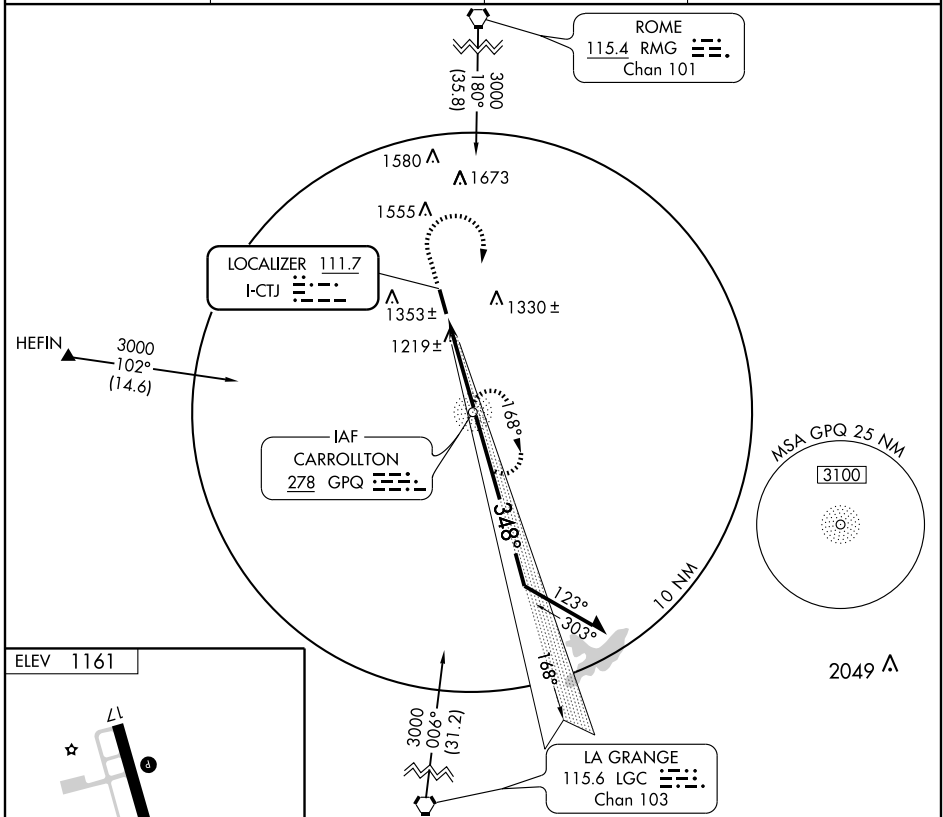 ROME
115.4 RMG
Chan 101
3000
180°
(35.8)
1580
1673
1555
LOCALIZER 111.7
I-CTJ
1353±
1330±
1219±
HEFIN
3000
102°
(14.6)
IAF
CARROLLTON
278 GPQ
168°
MSA GPQ 25 NM
3100
348°
10 NM
123°
303°
168°
2049
3000
006°
(31.2)
LA GRANGE
115.6 LGC
Chan 103
ELEV 1161
17
P